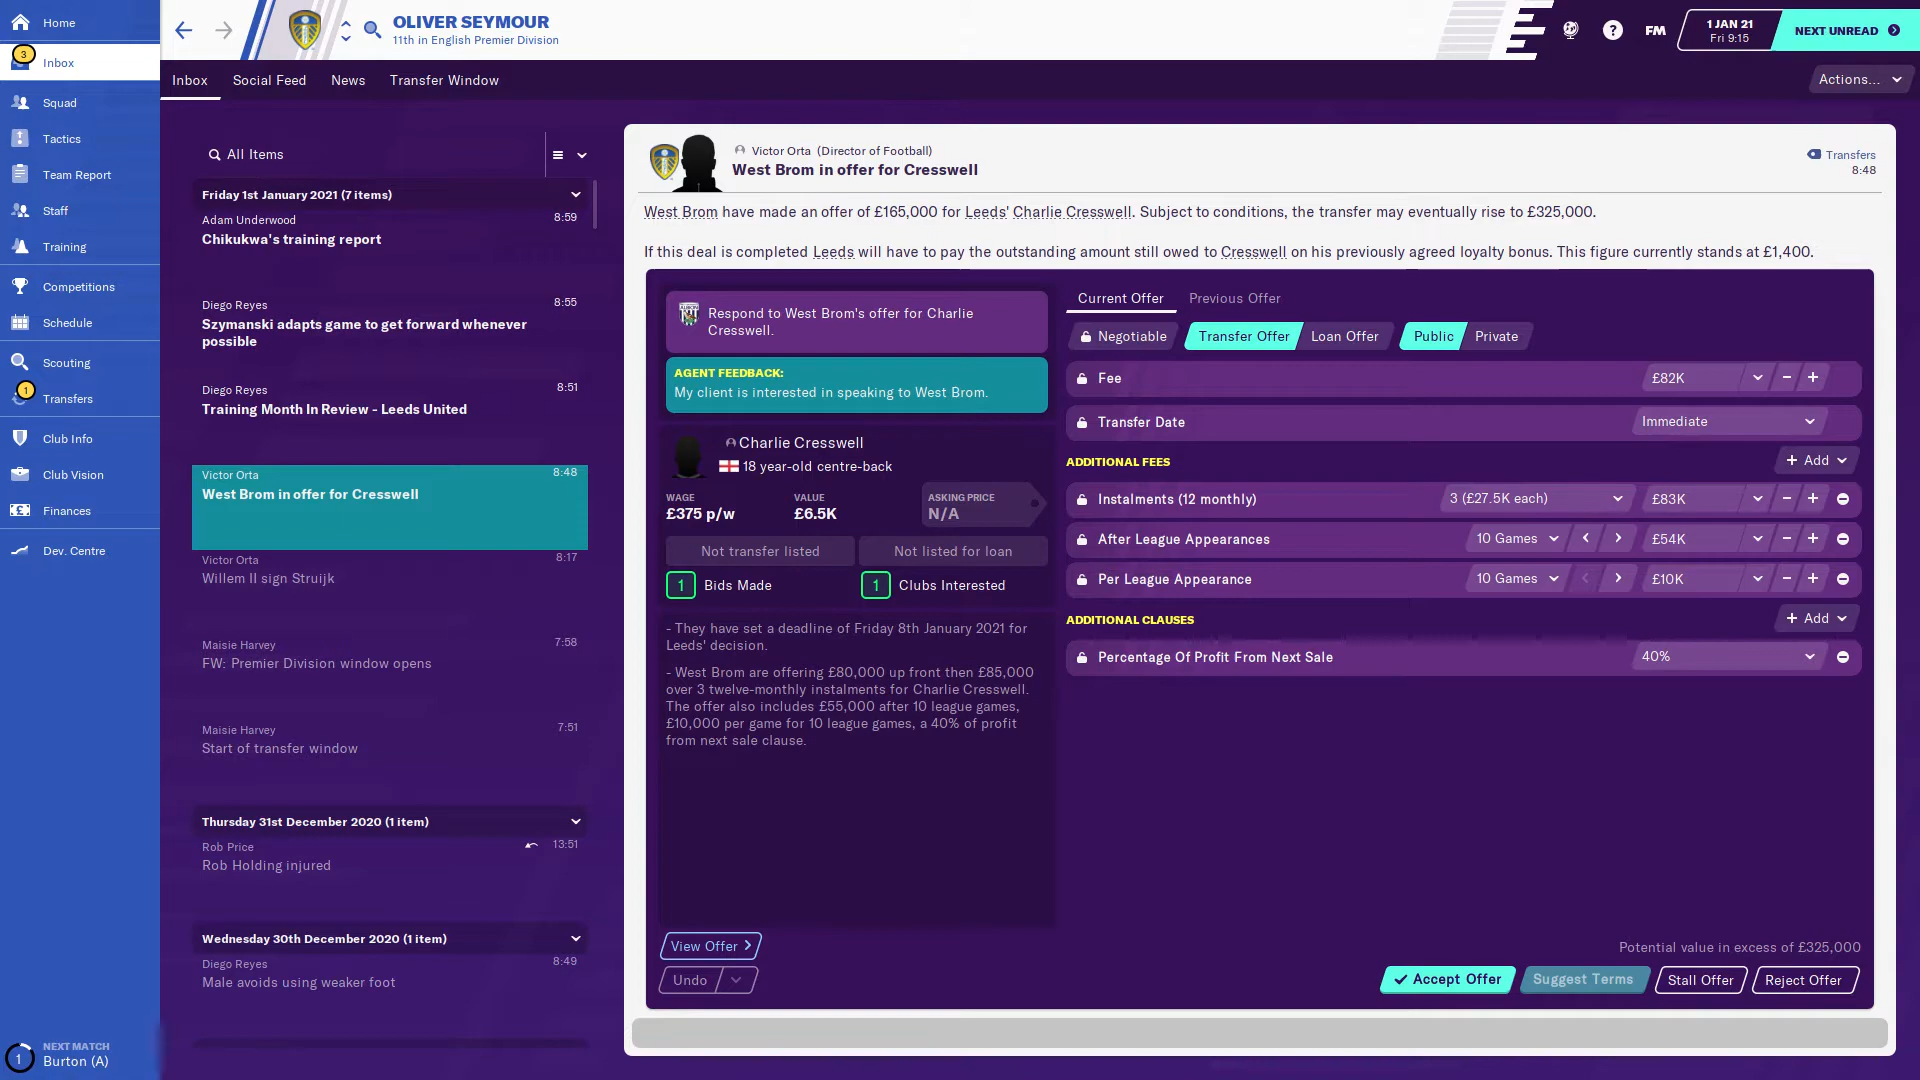 Home
3
Inbox
Squad
Tactics
Team Report
Staff
Training
Competitions
Schedule
Scouting
1
Transfers
Club Info
Club Vision
Finances
Dev. Centre
1
NEXT MATCH
Burton (A)
OLIVER SEYMOUR
11th in English Premier Division
?
FM
1 JAN 21
Fri 9:15
NEXT UNREAD
Inbox
Social Feed
News
Transfer Window
Actions...
All Items
Friday 1st January 2021 (7 items)
Adam Underwood 8:59
Chikukwa's training report
Diego Reyes 8:55
Szymanski adapts game to get forward whenever
possible
Diego Reyes 8:51
Training Month In Review - Leeds United
Victor Orta 8:48
West Brom in offer for Cresswell
Victor Orta 8:17
Willem II sign Struijk
Maisie Harvey 7:58
FW: Premier Division window opens
Maisie Harvey 7:51
Start of transfer window
Thursday 31st December 2020 (1 item)
Rob Price 13:51
Rob Holding injured
Wednesday 30th December 2020 (1 item)
Diego Reyes 8:49
Male avoids using weaker foot
Victor Orta (Director of Football)
West Brom in offer for Cresswell
Transfers
8:48
West Brom have made an offer of £165,000 for Leeds' Charlie Cresswell. Subject to conditions, the transfer may eventually rise to £325,000.
If this deal is completed Leeds will have to pay the outstanding amount still owed to Cresswell on his previously agreed loyalty bonus. This figure currently stands at £1,400.
Respond to West Brom's offer for Charlie
Cresswell.
AGENT FEEDBACK:
My client is interested in speaking to West Brom.
Charlie Cresswell
18 year-old centre-back
WAGE
£375 p/w
VALUE
£6.5K
ASKING PRICE
N/A
Not transfer listed
Not listed for loan
1 Bids Made
1 Clubs Interested
- They have set a deadline of Friday 8th January 2021 for
Leeds' decision.
- West Brom are offering £80,000 up front then £85,000
over 3 twelve-monthly instalments for Charlie Cresswell.
The offer also includes £55,000 after 10 league games,
£10,000 per game for 10 league games, a 40% of profit
from next sale clause.
View Offer
Undo
Current Offer
Previous Offer
Negotiable
Transfer Offer
Loan Offer
Public
Private
Fee £82K
Transfer Date Immediate
ADDITIONAL FEES
+ Add
Instalments (12 monthly) 3 (£27.5K each) £83K
After League Appearances 10 Games £54K
Per League Appearance 10 Games £10K
ADDITIONAL CLAUSES
+ Add
Percentage Of Profit From Next Sale 40%
Potential value in excess of £325,000
Accept Offer
Suggest Terms
Stall Offer
Reject Offer